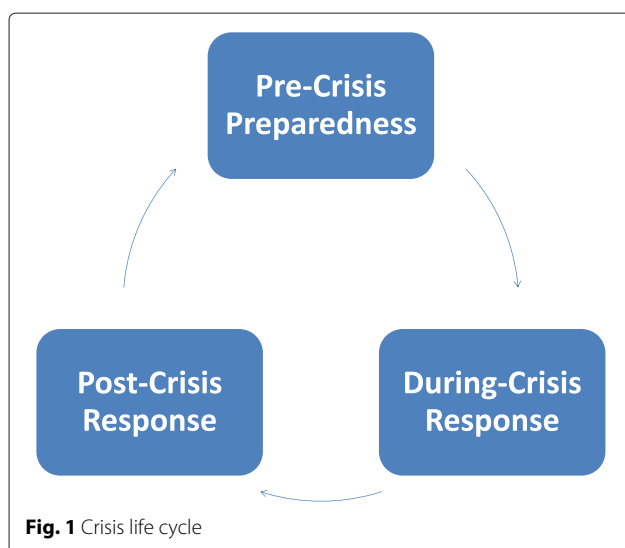 Pre-Crisis
Preparedness
Post-Crisis
Response
During-Crisis
Response
Fig. 1 Crisis life cycle